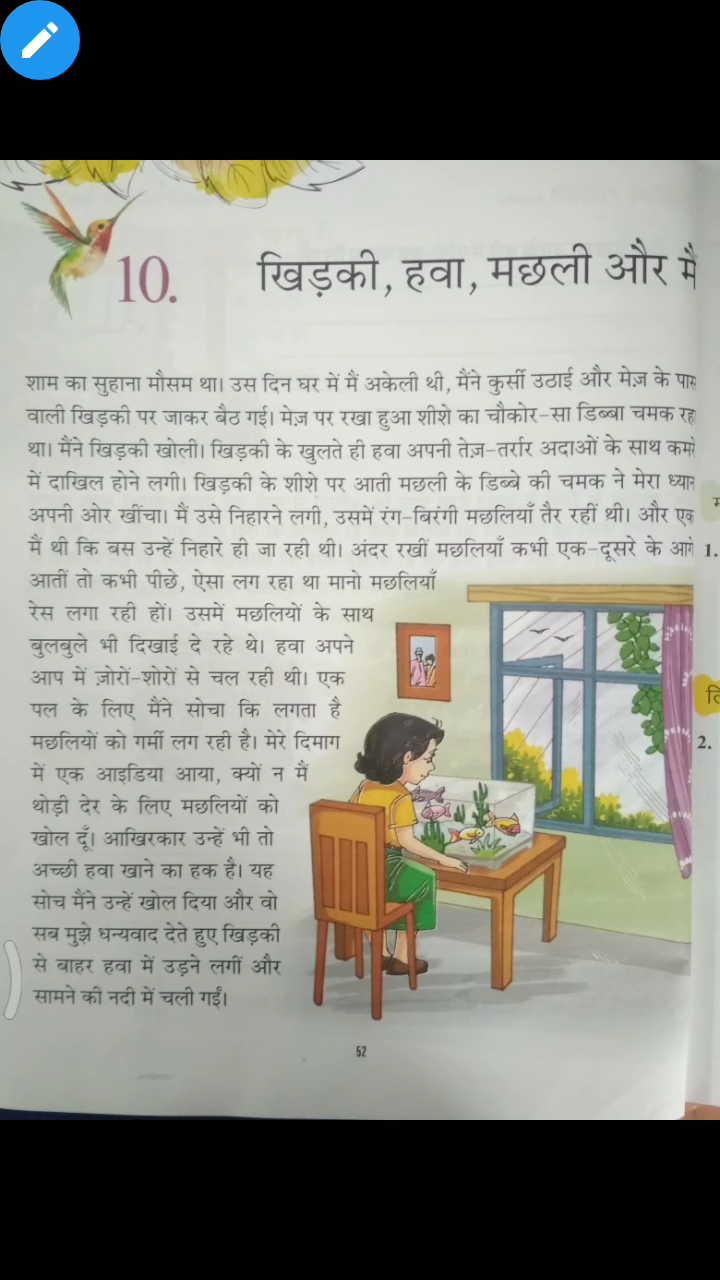 10.
खिड़की, हवा, मछली और मैं
शाम का सुहाना मौसम था। उस दिन घर में मैं अकेली थी, मैंने कुर्सी उठाई और मेज़ के पास
वाली खिड़की पर जाकर बैठ गई। मेज़ पर रखा हुआ शीशे का चौकोर-सा डिब्बा चमक रहा
था। मैंने खिड़की खोली। खिड़की के खुलते ही हवा अपनी तेज़-तर्रार अदाओं के साथ कमरे
में दाखिल होने लगी। खिड़की के शीशे पर आती मछली के डिब्बे की चमक ने मेरा ध्यान
अपनी ओर खींचा। मैं उसे निहारने लगी, उसमें रंग-बिरंगी मछलियाँ तैर रहीं थी। और एक
मैं थी कि बस उन्हें निहारे ही जा रही थी। अंदर रखीं मछलियाँ कभी एक-दूसरे के आगे
आतीं तो कभी पीछे, ऐसा लग रहा था मानो मछलियाँ
रेस लगा रही हों। उसमें मछलियों के साथ
बुलबुले भी दिखाई दे रहे थे। हवा अपने
आप में ज़ोरों-शोरों से चल रही थी। एक
पल के लिए मैंने सोचा कि लगता है
मछलियों को गर्मी लग रही है। मेरे दिमाग
में एक आइडिया आया, क्यों न मैं
थोड़ी देर के लिए मछलियों को
खोल दूँ। आखिरकार उन्हें भी तो
अच्छी हवा खाने का हक है। यह
सोच मैंने उन्हें खोल दिया और वो
सब मुझे धन्यवाद देते हुए खिड़की
से बाहर हवा में उड़ने लगीं और
सामने की नदी में चली गईं।
52
1.
2.